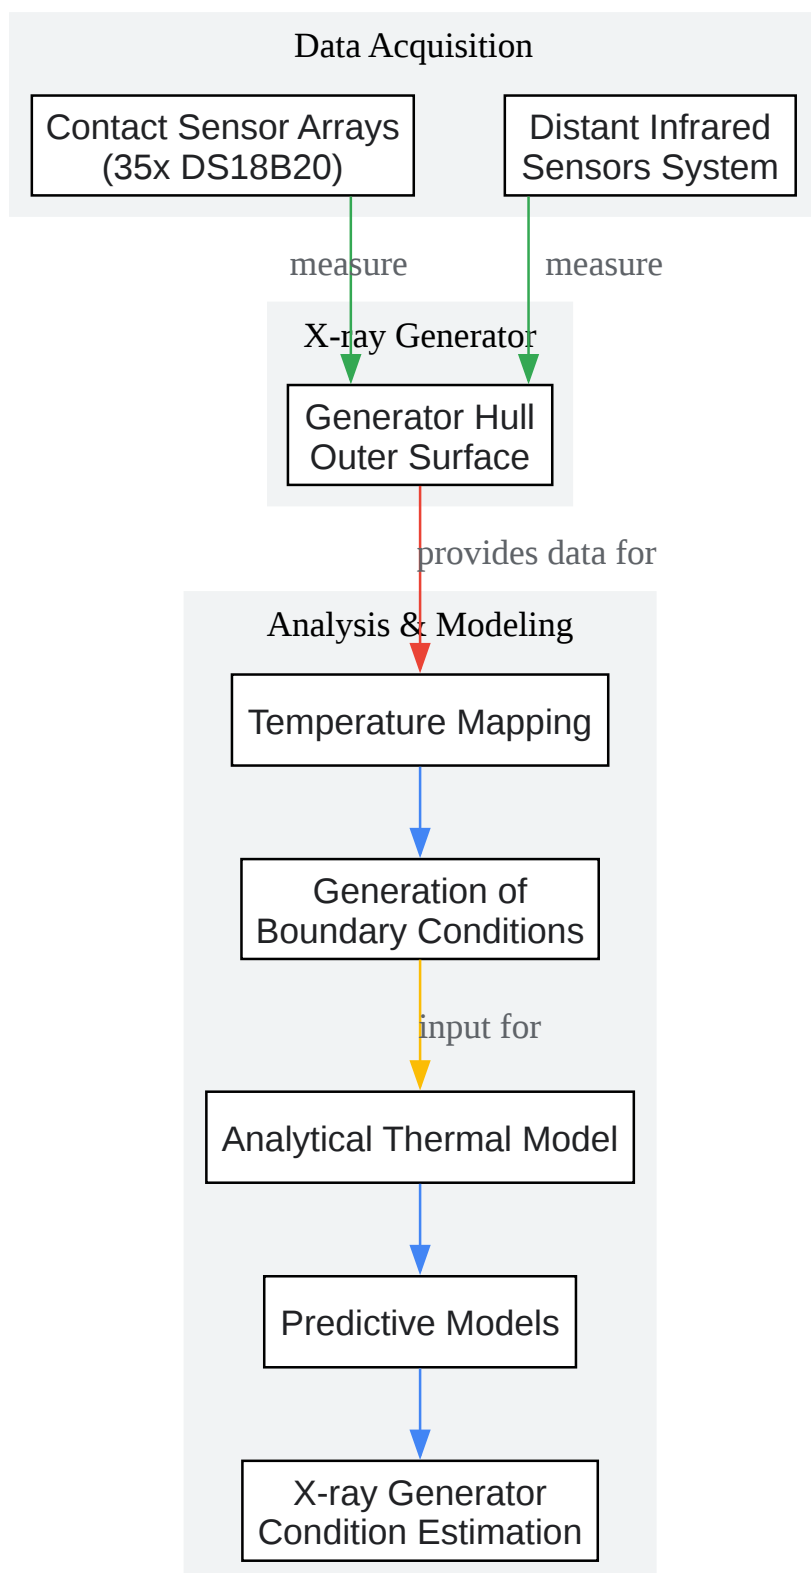 Data Acquisition
Contact Sensor Arrays
(35x DS18B20)
Distant Infrared
Sensors System
measure
measure
X-ray Generator
Generator Hull
Outer Surface
provides data for
Analysis & Modeling
Temperature Mapping
Generation of
Boundary Conditions
input for
Analytical Thermal Model
Predictive Models
X-ray Generator
Condition Estimation